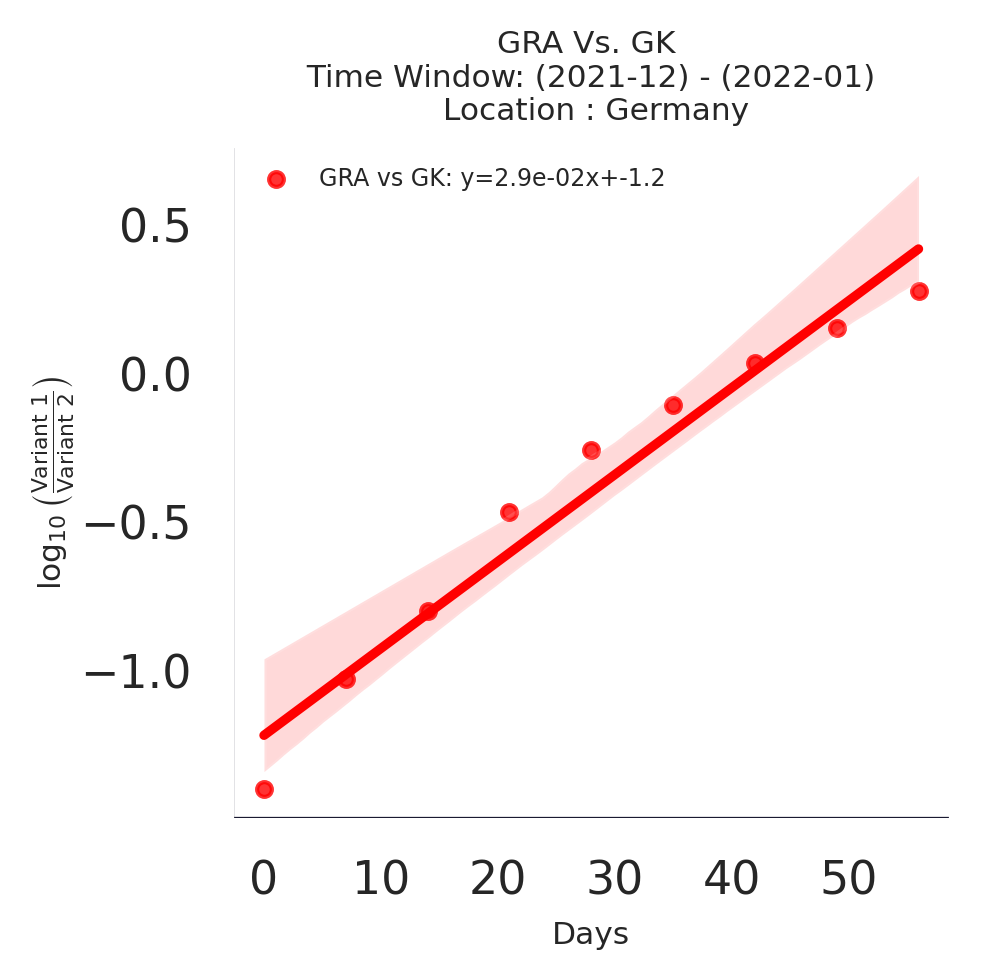 GRA Vs. GK
Time Window: (2021-12) - (2022-01)
Location : Germany
GRA vs GK: y=2.9e-02x+-1.2
0.5
0.0
−0.5
−1.0
log₁₀ (Variant 1 / Variant 2)
0 10 20 30 40 50
Days